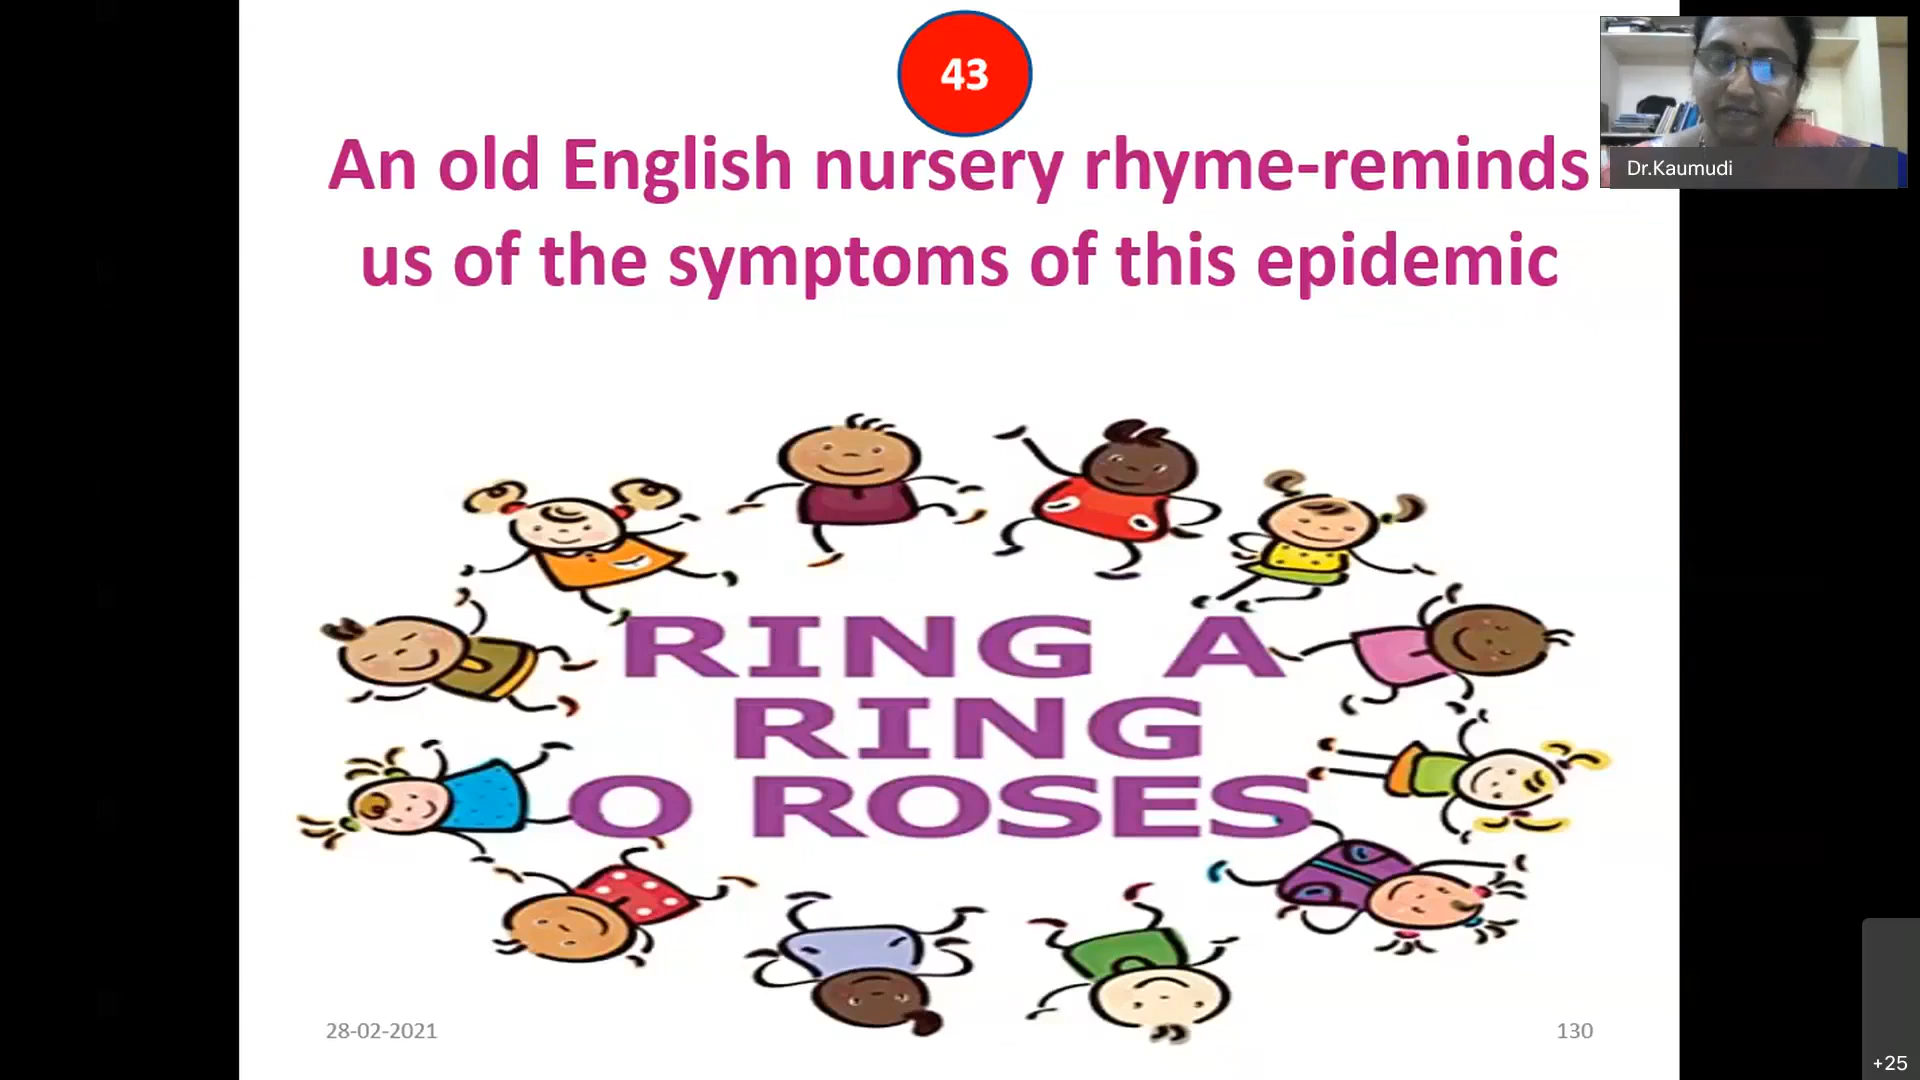 43
Dr.Kaumudi
An old English nursery rhyme-reminds
us of the symptoms of this epidemic
RING A
RING
O ROSES
28-02-2021
130
+25